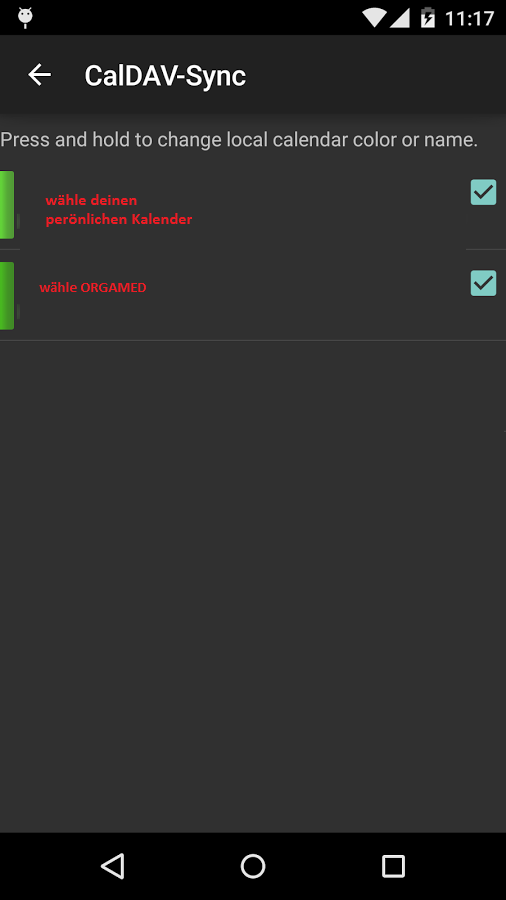 11:17
CalDAV-Sync
Press and hold to change local calendar color or name.
wähle deinen
perönlichen Kalender
wähle ORGAMED